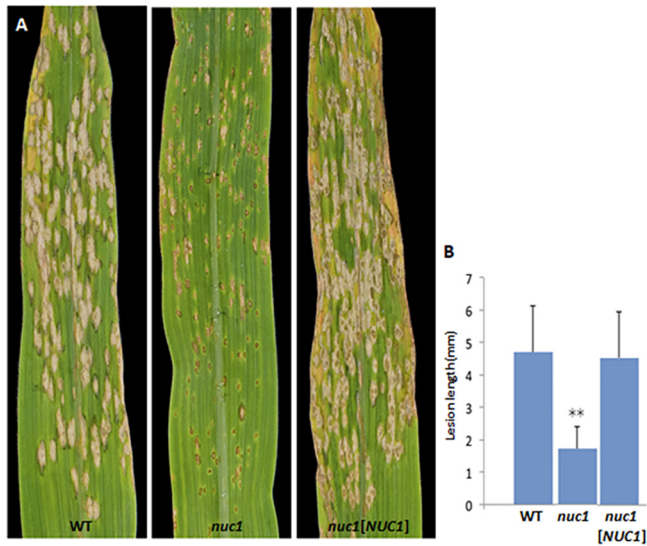 A
WT
nuc1
nuc1[NUC1]
B
Lesion length(mm)
7
6
5
4
3
2
1
0
**
WT
nuc1
nuc1
[NUC1]